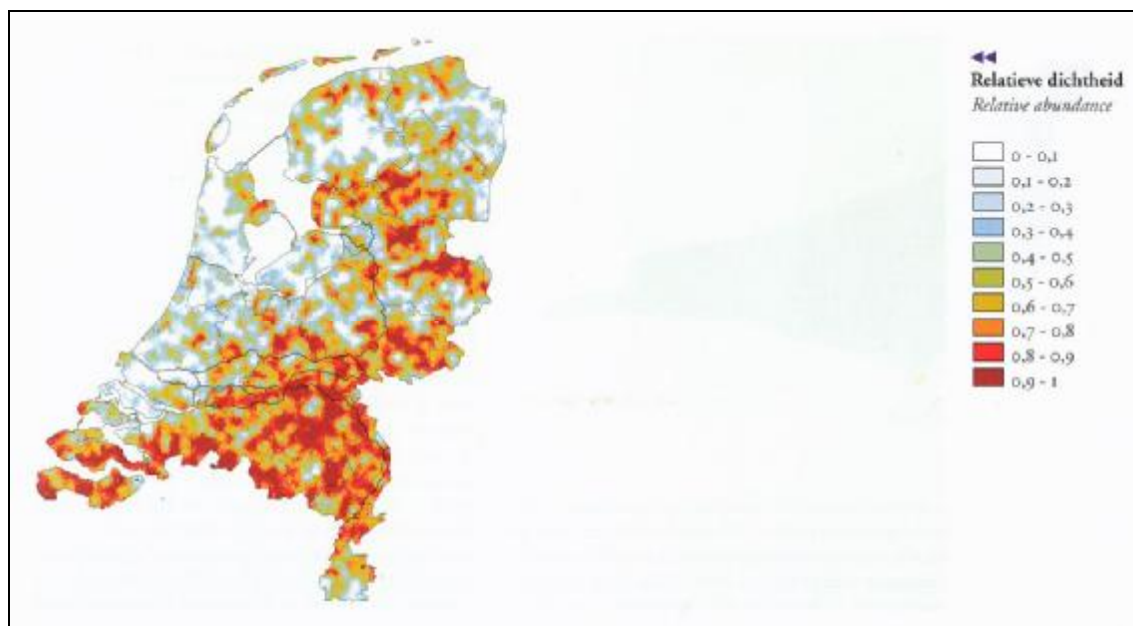 Relatieve dichtheid
Relative abundance
0 - 0,1
0,1 - 0,2
0,2 - 0,3
0,3 - 0,4
0,4 - 0,5
0,5 - 0,6
0,6 - 0,7
0,7 - 0,8
0,8 - 0,9
0,9 - 1